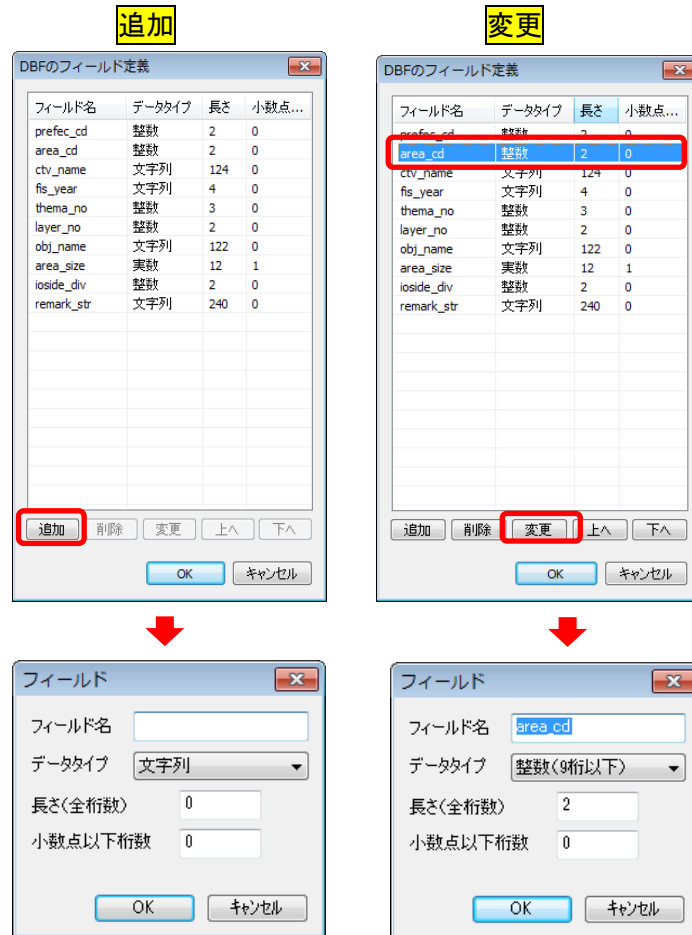 追加
DBFのフィールド定義
フィールド名 データタイプ 長さ 小数点...
prefec_cd 整数 2 0
area_cd 整数 2 0
ctv_name 文字列 124 0
fis_year 文字列 4 0
thema_no 整数 3 0
layer_no 整数 2 0
obj_name 文字列 122 0
area_size 実数 12 1
ioside_div 整数 2 0
remark_str 文字列 240 0
追加 削除 変更 上へ 下へ
OK キャンセル
フィールド
フィールド名
データタイプ 文字列
長さ(全桁数) 0
小数点以下桁数 0
OK キャンセル
変更
DBFのフィールド定義
フィールド名 データタイプ 長さ 小数点...
prefec_cd 整数 2 0
area_cd 整数 2 0
ctv_name 文字列 124 0
fis_year 文字列 4 0
thema_no 整数 3 0
layer_no 整数 2 0
obj_name 文字列 122 0
area_size 実数 12 1
ioside_div 整数 2 0
remark_str 文字列 240 0
追加 削除 変更 上へ 下へ
OK キャンセル
フィールド
フィールド名 area_cd
データタイプ 整数(9桁以下)
長さ(全桁数) 2
小数点以下桁数 0
OK キャンセル